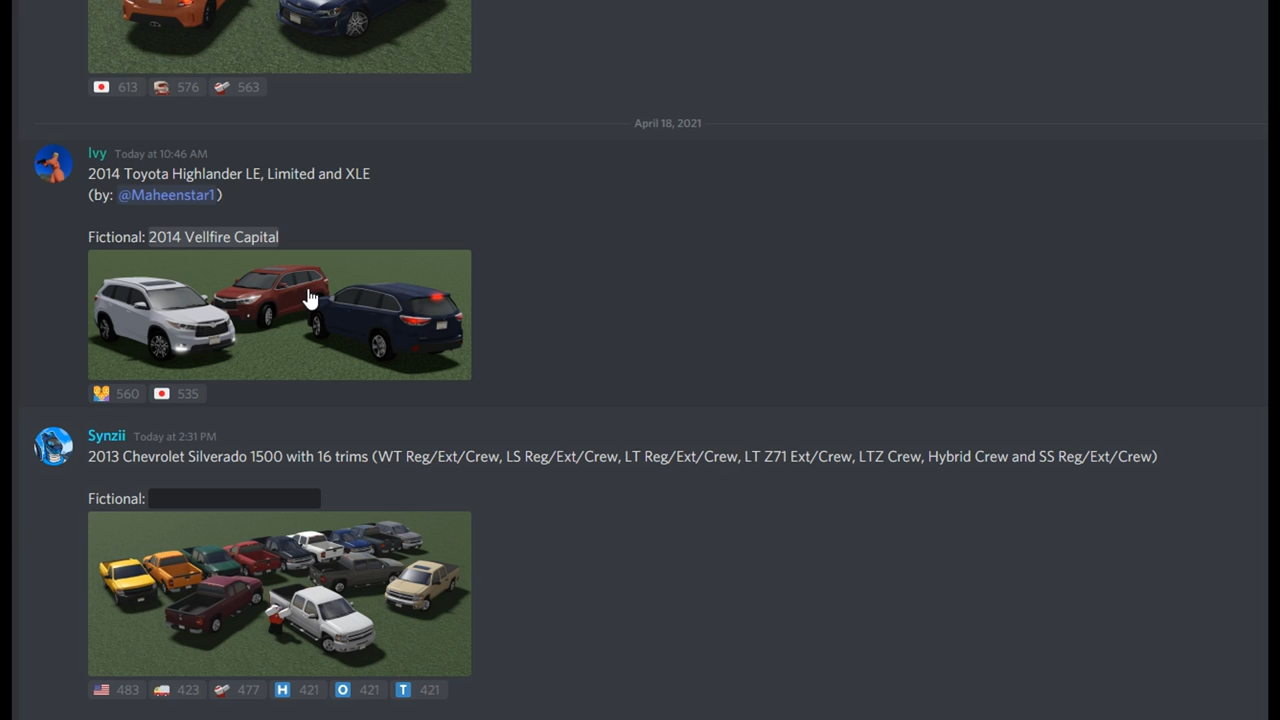 613 576 563
April 18, 2021
Ivy Today at 10:46 AM
2014 Toyota Highlander LE, Limited and XLE
(by: @Maheenstar1)
Fictional: 2014 Vellfire Capital
560 535
Synzii Today at 2:31 PM
2013 Chevrolet Silverado 1500 with 16 trims (WT Reg/Ext/Crew, LS Reg/Ext/Crew, LT Reg/Ext/Crew, LT Z71 Ext/Crew, LTZ Crew, Hybrid Crew and SS Reg/Ext/Crew)
Fictional:
483 423 477 H 421 O 421 T 421